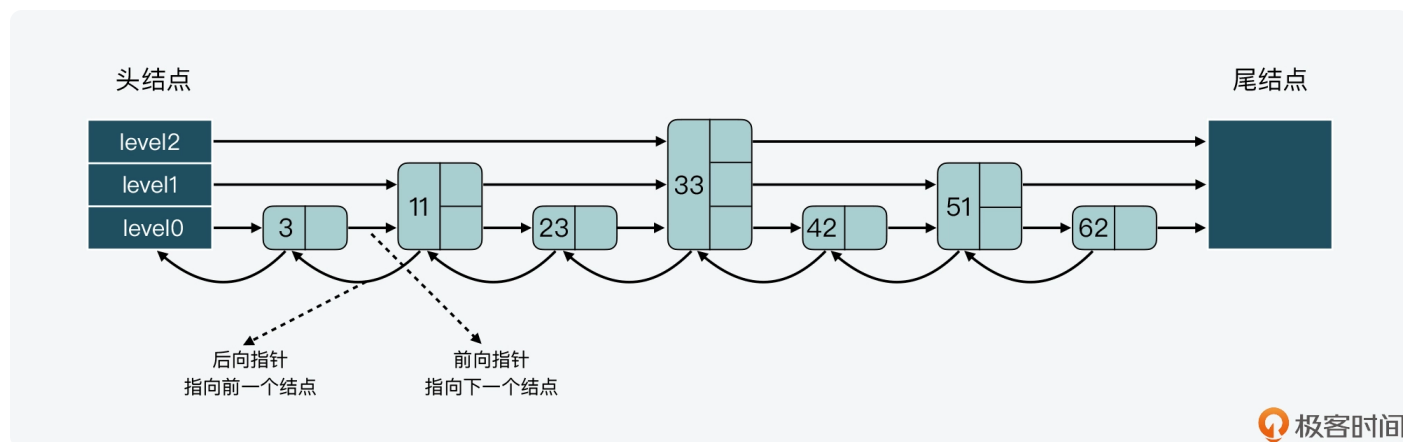 头结点
尾结点
level2
level1
level0
3
11
23
33
42
51
62
后向指针
指向前一个结点
前向指针
指向下一个结点
极客时间